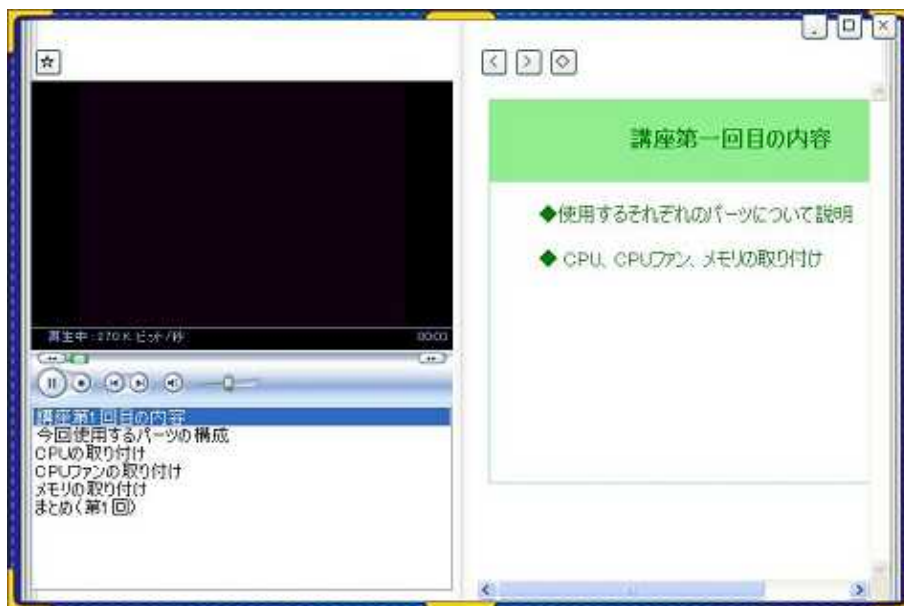 再生中：270 K ビット/秒
00:03
講座第1回目の内容
今回使用するパーツの構成
CPUの取り付け
CPUファンの取り付け
メモリの取り付け
まとめ(第1回)
講座第一回目の内容
◆使用するそれぞれのパーツについて説明
◆ CPU、CPUファン、メモリの取り付け